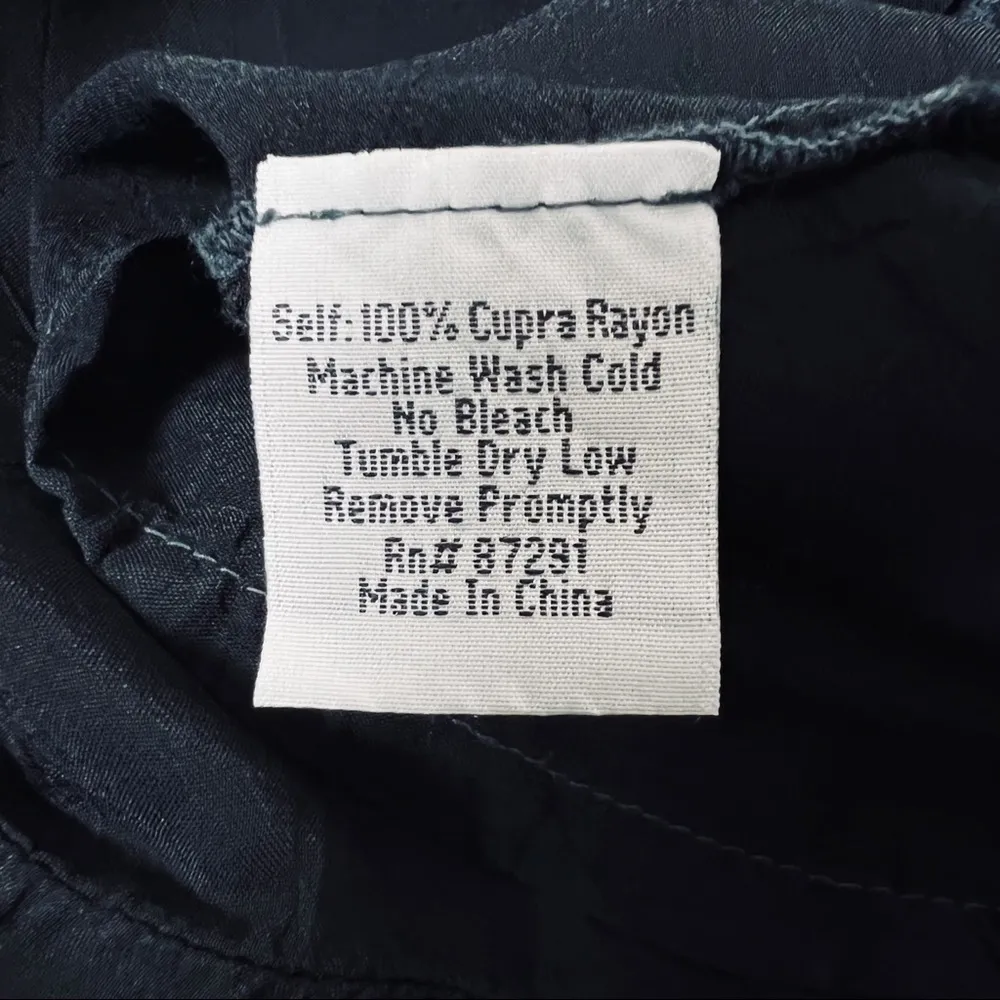 Self: 100% Cupra Rayon
Machine Wash Cold
No Bleach
Tumble Dry Low
Remove Promptly
Rn# 87291
Made In China